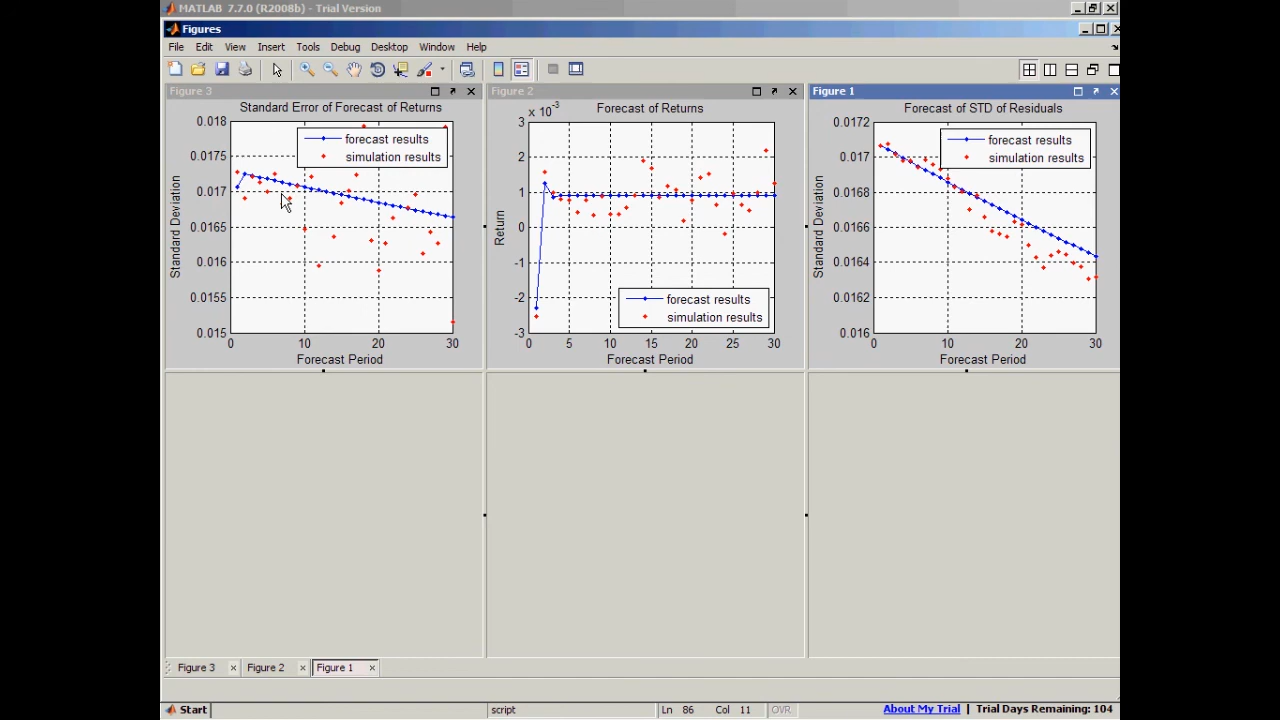 MATLAB 7.7.0 (R2008b) - Trial Version
Figures
File Edit View Insert Tools Debug Desktop Window Help
Figure 3
Standard Error of Forecast of Returns
forecast results
simulation results
0.018
0.0175
0.017
0.0165
0.016
0.0155
0.015
Standard Deviation
0 10 20 30
Forecast Period
Figure 2
x 10-3
Forecast of Returns
3
2
1
0
-1
-2
-3
Return
forecast results
simulation results
0 5 10 15 20 25 30
Forecast Period
Figure 1
Forecast of STD of Residuals
forecast results
simulation results
0.0172
0.017
0.0168
0.0166
0.0164
0.0162
0.016
Standard Deviation
0 10 20 30
Forecast Period
Figure 3 Figure 2 Figure 1
Start script Ln 86 Col 11 OVR About My Trial | Trial Days Remaining: 104